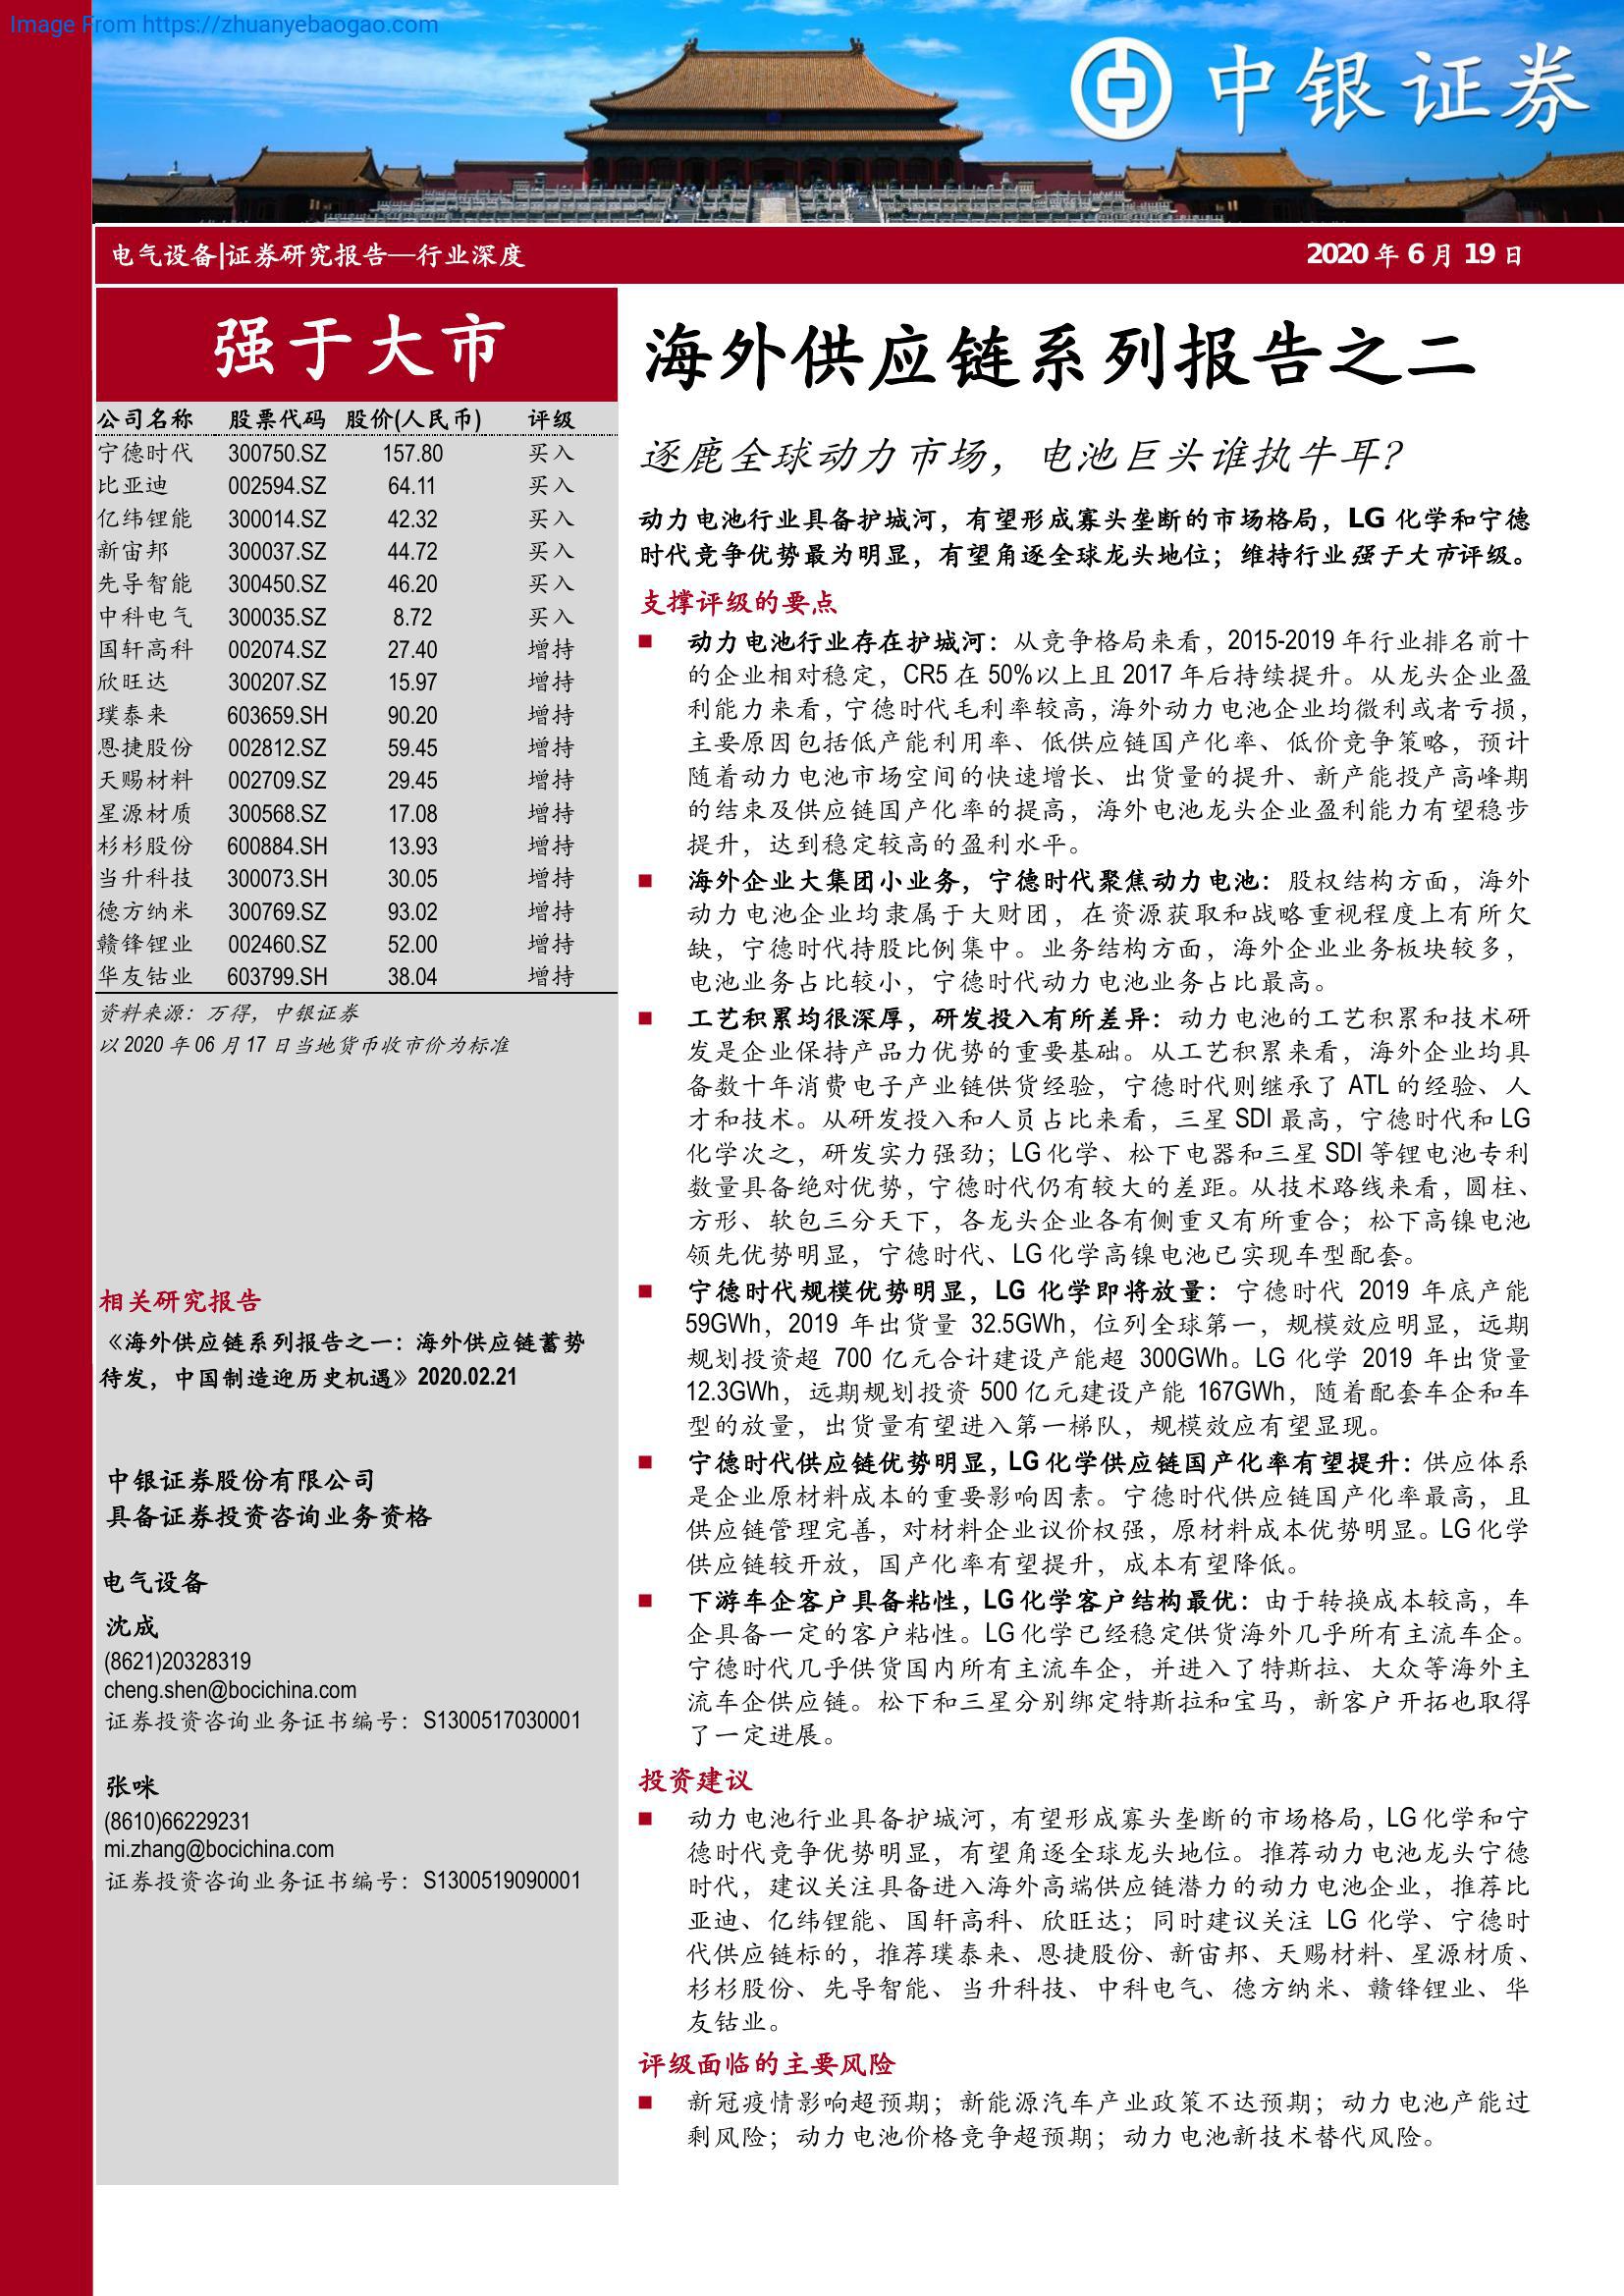 Image From https://zhuanyebaogao.com
中银证券
电气设备|证券研究报告—行业深度
2020 年 6 月 19 日
强于大市
公司名称 股票代码 股价(人民币) 评级
宁德时代 300750.SZ 157.80 买入
比亚迪 002594.SZ 64.11 买入
亿纬锂能 300014.SZ 42.32 买入
新宙邦 300037.SZ 44.72 买入
先导智能 300450.SZ 46.20 买入
中科电气 300035.SZ 8.72 买入
国轩高科 002074.SZ 27.40 增持
欣旺达 300207.SZ 15.97 增持
璞泰来 603659.SH 90.20 增持
恩捷股份 002812.SZ 59.45 增持
天赐材料 002709.SZ 29.45 增持
星源材质 300568.SZ 17.08 增持
杉杉股份 600884.SH 13.93 增持
当升科技 300073.SH 30.05 增持
德方纳米 300769.SZ 93.02 增持
赣锋锂业 002460.SZ 52.00 增持
华友钴业 603799.SH 38.04 增持
资料来源：万得，中银证券
以 2020 年 06 月 17 日当地货币收市价为标准
相关研究报告
《海外供应链系列报告之一：海外供应链蓄势
待发，中国制造迎历史机遇》2020.02.21
中银证券股份有限公司
具备证券投资咨询业务资格
电气设备
沈成
(8621)20328319
cheng.shen@bocichina.com
证券投资咨询业务证书编号：S1300517030001
张咪
(8610)66229231
mi.zhang@bocichina.com
证券投资咨询业务证书编号：S1300519090001
海外供应链系列报告之二
逐鹿全球动力市场，电池巨头谁执牛耳？
动力电池行业具备护城河，有望形成寡头垄断的市场格局，LG 化学和宁德
时代竞争优势最为明显，有望角逐全球龙头地位；维持行业强于大市评级。
支撑评级的要点
■ 动力电池行业存在护城河：从竞争格局来看，2015-2019 年行业排名前十
的企业相对稳定，CR5 在 50%以上且 2017 年后持续提升。从龙头企业盈
利能力来看，宁德时代毛利率较高，海外动力电池企业均微利或者亏损，
主要原因包括低产能利用率、低供应链国产化率、低价竞争策略，预计
随着动力电池市场空间的快速增长、出货量的提升、新产能投产高峰期
的结束及供应链国产化率的提高，海外电池龙头企业盈利能力有望稳步
提升，达到稳定较高的盈利水平。
■ 海外企业大集团小业务，宁德时代聚焦动力电池：股权结构方面，海外
动力电池企业均隶属于大财团，在资源获取和战略重视程度上有所欠
缺，宁德时代持股比例集中。业务结构方面，海外企业业务板块较多，
电池业务占比较小，宁德时代动力电池业务占比最高。
■ 工艺积累均很深厚，研发投入有所差异：动力电池的工艺积累和技术研
发是企业保持产品力优势的重要基础。从工艺积累来看，海外企业均具
备数十年消费电子产业链供货经验，宁德时代则继承了 ATL 的经验、人
才和技术。从研发投入和人员占比来看，三星 SDI 最高，宁德时代和 LG
化学次之，研发实力强劲；LG 化学、松下电器和三星 SDI 等锂电池专利
数量具备绝对优势，宁德时代仍有较大的差距。从技术路线来看，圆柱、
方形、软包三分天下，各龙头企业各有侧重又有所重合；松下高镍电池
领先优势明显，宁德时代、LG 化学高镍电池已实现车型配套。
■ 宁德时代规模优势明显，LG 化学即将放量：宁德时代 2019 年底产能
59GWh，2019 年出货量 32.5GWh，位列全球第一，规模效应明显，远期
规划投资超 700 亿元合计建设产能超 300GWh。LG 化学 2019 年出货量
12.3GWh，远期规划投资 500 亿元建设产能 167GWh，随着配套车企和车
型的放量，出货量有望进入第一梯队，规模效应有望显现。
■ 宁德时代供应链优势明显，LG 化学供应链国产化率有望提升：供应体系
是企业原材料成本的重要影响因素。宁德时代供应链国产化率最高，且
供应链管理完善，对材料企业议价权强，原材料成本优势明显。LG 化学
供应链较开放，国产化率有望提升，成本有望降低。
■ 下游车企客户具备粘性，LG 化学客户结构最优：由于转换成本较高，车
企具备一定的客户粘性。LG 化学已经稳定供货海外几乎所有主流车企。
宁德时代几乎供货国内所有主流车企，并进入了特斯拉、大众等海外主
流车企供应链。松下和三星分别绑定特斯拉和宝马，新客户开拓也取得
了一定进展。
投资建议
■ 动力电池行业具备护城河，有望形成寡头垄断的市场格局，LG 化学和宁
德时代竞争优势明显，有望角逐全球龙头地位。推荐动力电池龙头宁德
时代，建议关注具备进入海外高端供应链潜力的动力电池企业，推荐比
亚迪、亿纬锂能、国轩高科、欣旺达；同时建议关注 LG 化学、宁德时
代供应链标的，推荐璞泰来、恩捷股份、新宙邦、天赐材料、星源材质、
杉杉股份、先导智能、当升科技、中科电气、德方纳米、赣锋锂业、华
友钴业。
评级面临的主要风险
■ 新冠疫情影响超预期；新能源汽车产业政策不达预期；动力电池产能过
剩风险；动力电池价格竞争超预期；动力电池新技术替代风险。